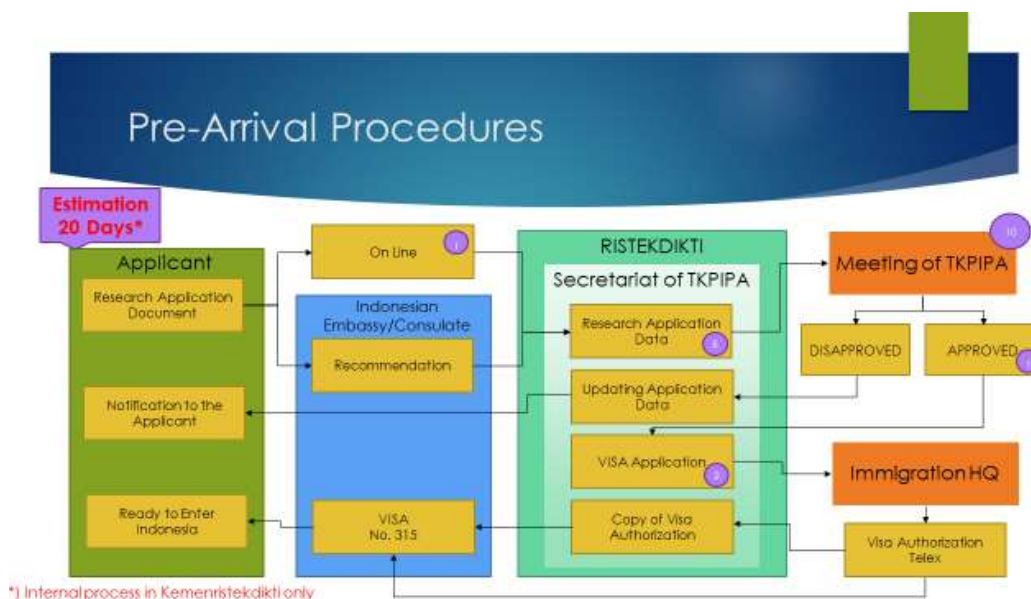 Pre-Arrival Procedures
Estimation
20 Days*
Applicant
Research Application
Document
Notification to the
Applicant
Ready to Enter
Indonesia
On Line
1
Indonesian
Embassy/Consulate
Recommendation
VISA
No. 315
RISTEKDIKTI
Secretariat of TKPIPA
Research Application
Data
Updating Application
Data
VISA Application
2
Copy of Visa
Authorization
10
Meeting of TKPIPA
DISAPPROVED
APPROVED
Immigration HQ
Visa Authorization
Telex
*) Internal process in Kemenristekdikti only